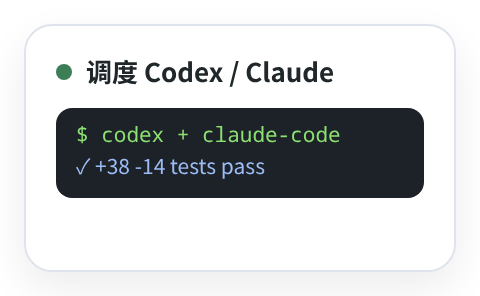 调度 Codex / Claude
$ codex + claude-code
✓ +38 -14 tests pass